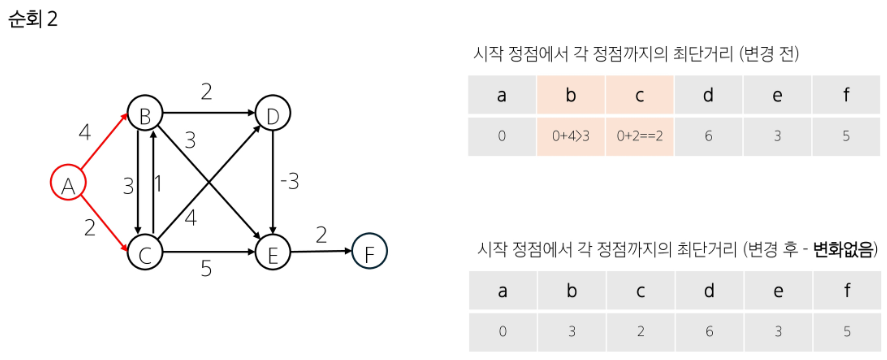 순회 2
시작 정점에서 각 정점까지의 최단거리 (변경 전)
a b c d e f
0 0+4>3 0+2==2 6 3 5
시작 정점에서 각 정점까지의 최단거리 (변경 후 - 변화없음)
a b c d e f
0 3 2 6 3 5
2
B D
4 3
A 3 1 -3
2 4
C E 2 F
5